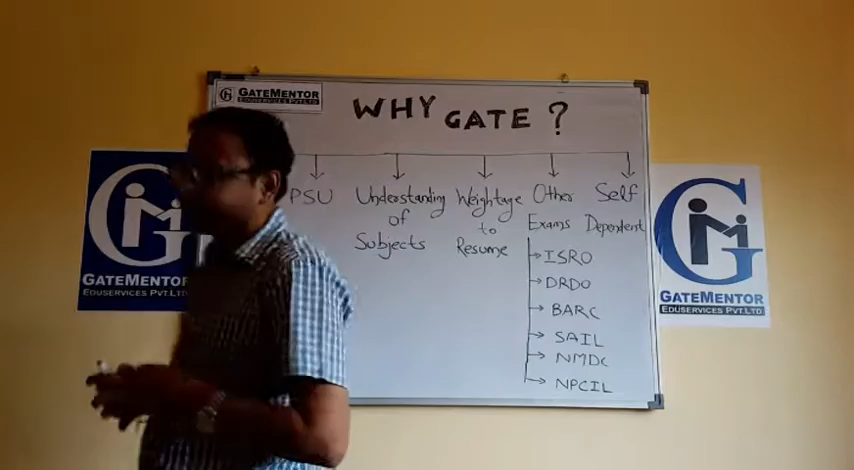 GATEMENTOR
EDUSERVICES PVT.LTD
WHY GATE ?
PSU
Understanding
of
Subjects
Weightage
to
Resume
Other
Exams
ISRO
DRDO
BARC
SAIL
NMDC
NPCIL
Self
Dependent
GATEMENTOR
EDUSERVICES PVT.LTD
GATEMENTOR
EDUSERVICES PVT.LTD